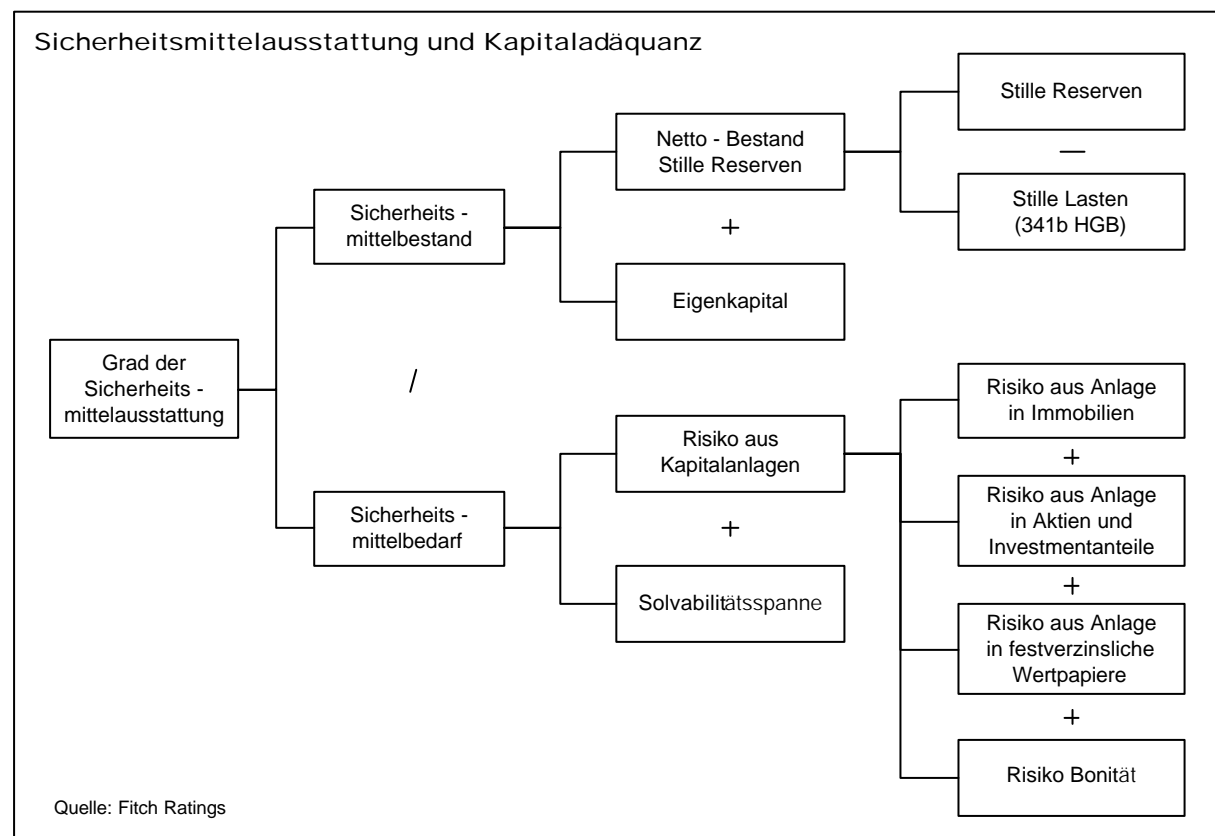 Sicherheitsmittelausstattung und Kapitaladäquanz
Stille Reserven
Netto - Bestand
Stille Reserven
—
Sicherheits -
mittelbestand
Stille Lasten
(341b HGB)
+
Eigenkapital
Grad der
Sicherheits -
mittelausstattung
/
Risiko aus Anlage
in Immobilien
Risiko aus
Kapitalanlagen
+
Sicherheits -
mittelbedarf
Risiko aus Anlage
in Aktien und
Investmentanteile
+
+
Solvabilitätsspanne
Risiko aus Anlage
in festverzinsliche
Wertpapiere
+
Risiko Bonität
Quelle: Fitch Ratings